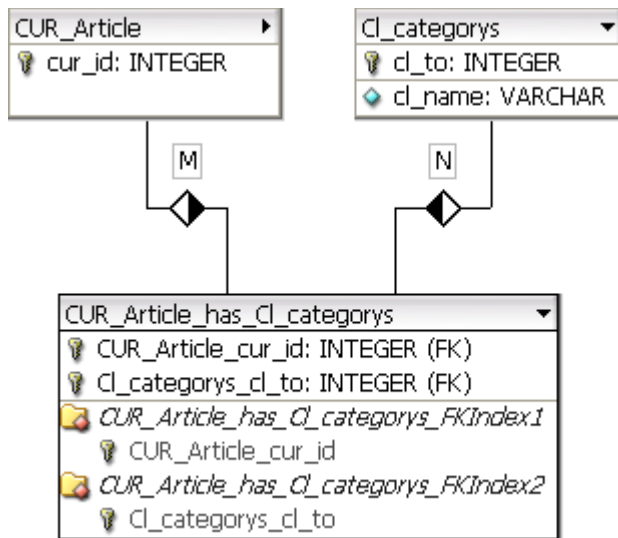 CUR_Article
cur_id: INTEGER
Cl_categorys
cl_to: INTEGER
cl_name: VARCHAR
M
N
CUR_Article_has_Cl_categorys
CUR_Article_cur_id: INTEGER (FK)
Cl_categorys_cl_to: INTEGER (FK)
CUR_Article_has_Cl_categorys_FKIndex1
CUR_Article_cur_id
CUR_Article_has_Cl_categorys_FKIndex2
Cl_categorys_cl_to